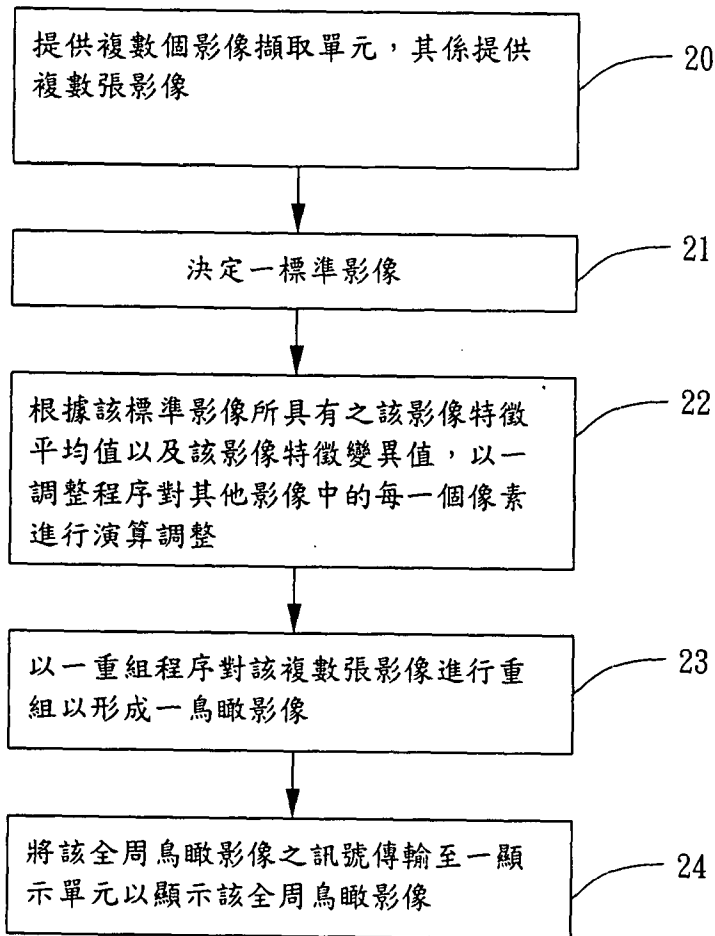 提供複數個影像擷取單元，其係提供
複數張影像
20
決定一標準影像
21
根據該標準影像所具有之該影像特徵
平均值以及該影像特徵變異值，以一
調整程序對其他影像中的每一個像素
進行演算調整
22
以一重組程序對該複數張影像進行重
組以形成一鳥瞰影像
23
將該全周鳥瞰影像之訊號傳輸至一顯
示單元以顯示該全周鳥瞰影像
24